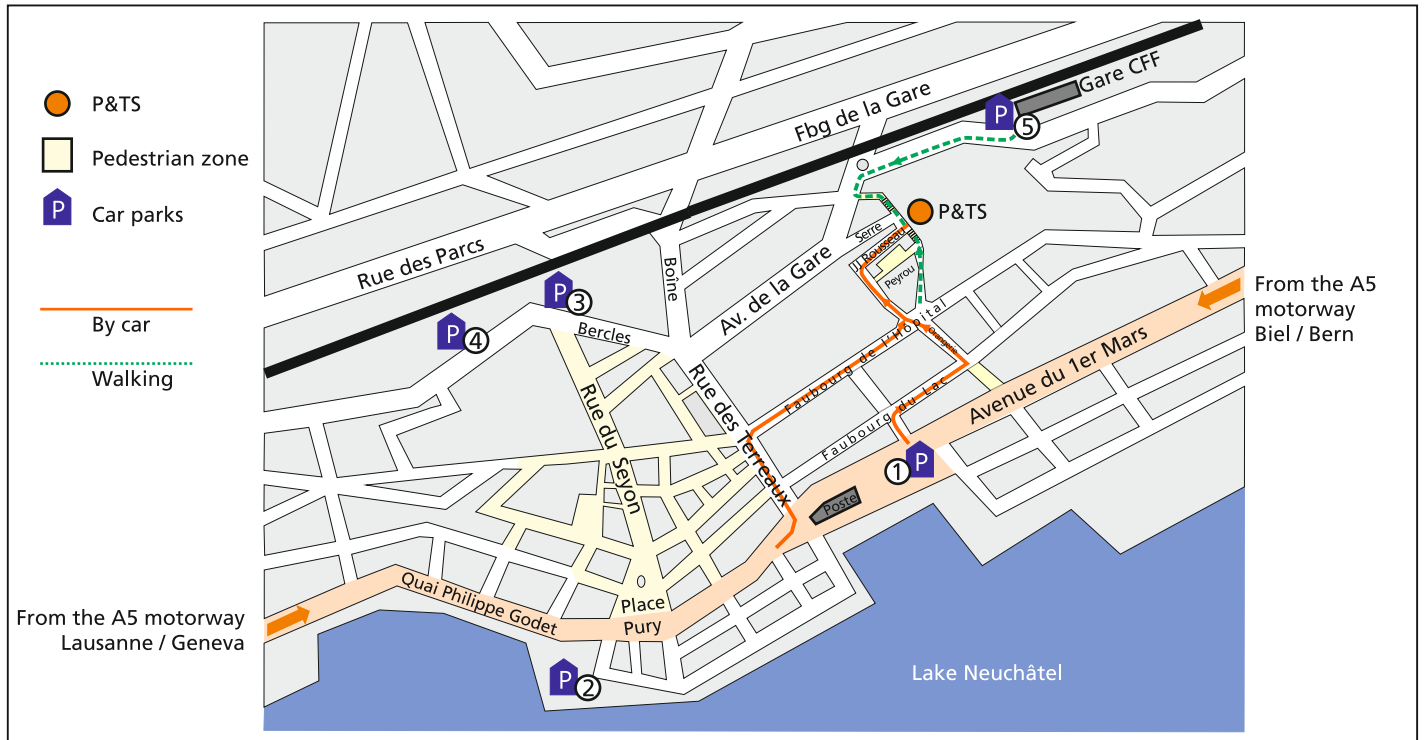 P&TS
Pedestrian zone
P
Car parks
By car
Walking
From the A5 motorway
Lausanne / Geneva
From the A5
motorway
Biel / Bern
Gare CFF
P
5
Fbg de la Gare
P&TS
Serre
JJ. Rousseau
Peyrou
Rue des Parcs
Boîne
Av. de la Gare
P
3
P
4
Bercles
Faubourg de l'Hôpital
Orangerie
Avenue du 1er Mars
Rue des Terreaux
Rue du Seyon
Faubourg du Lac
1
P
Poste
Quai Philippe Godet
Place
Pury
P
2
Lake Neuchâtel